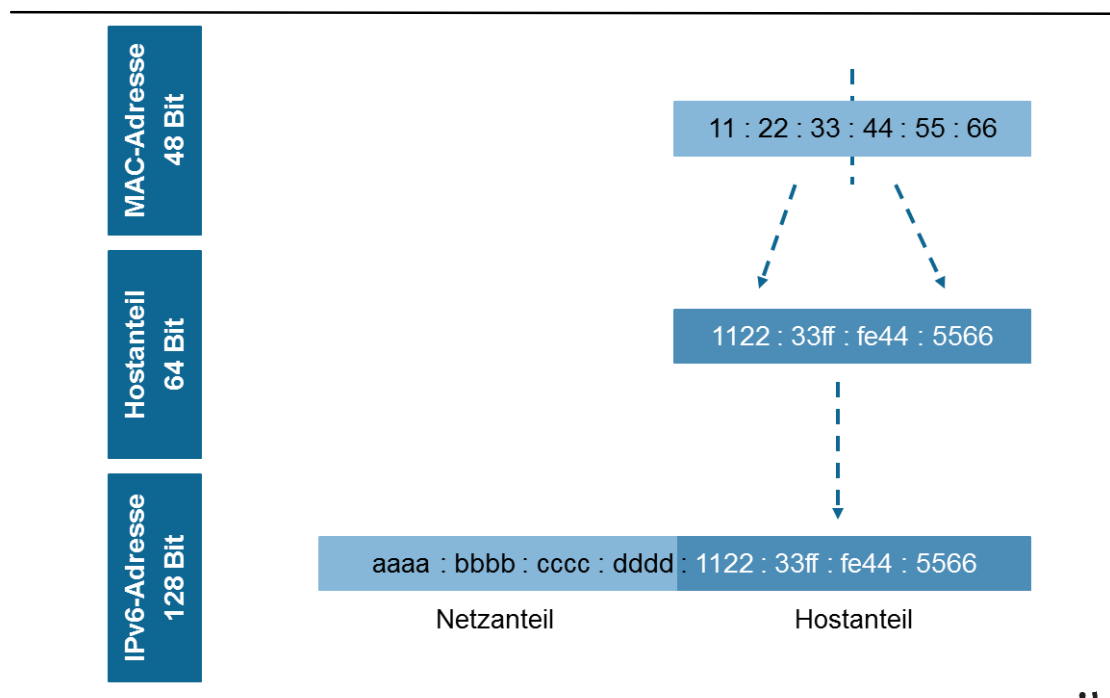 MAC-Adresse
48 Bit
11 : 22 : 33 : 44 : 55 : 66
Hostanteil
64 Bit
1122 : 33ff : fe44 : 5566
IPv6-Adresse
128 Bit
aaaa : bbbb : cccc : dddd : 1122 : 33ff : fe44 : 5566
Netzanteil
Hostanteil